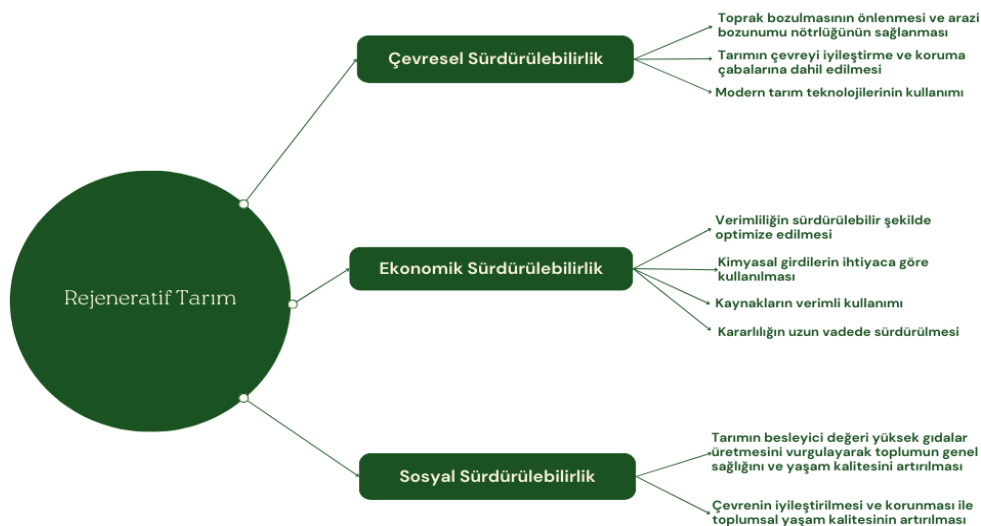 Rejeneratif Tarım
Çevresel Sürdürülebilirlik
Toprak bozulmasının önlenmesi ve arazi
bozunumu nötrlüğünün sağlanması
Tarımın çevreyi iyileştirme ve koruma
çabalarına dahil edilmesi
Modern tarım teknolojilerinin kullanımı
Ekonomik Sürdürülebilirlik
Verimliliğin sürdürülebilir şekilde
optimize edilmesi
Kimyasal girdilerin ihtiyaca göre
kullanılması
Kaynakların verimli kullanımı
Kararlılığın uzun vadede sürdürülmesi
Sosyal Sürdürülebilirlik
Tarımın besleyici değeri yüksek gıdalar
üretmesini vurgulayarak toplumun genel
sağlığını ve yaşam kalitesini artırılması
Çevrenin iyileştirilmesi ve korunması ile
toplumsal yaşam kalitesinin artırılması